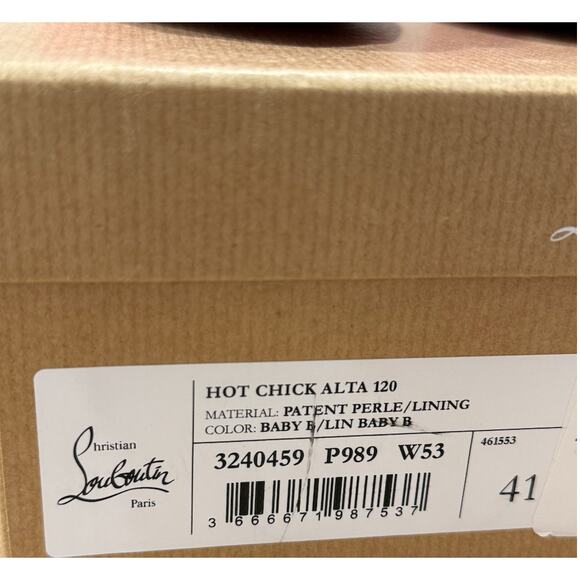 HOT CHICK ALTA 120
MATERIAL: PATENT PERLE/LINING
COLOR: BABY B/LIN BABY B
3240459 P989 W53
3 666671 987537
461553
41
Christian
Louboutin
Paris